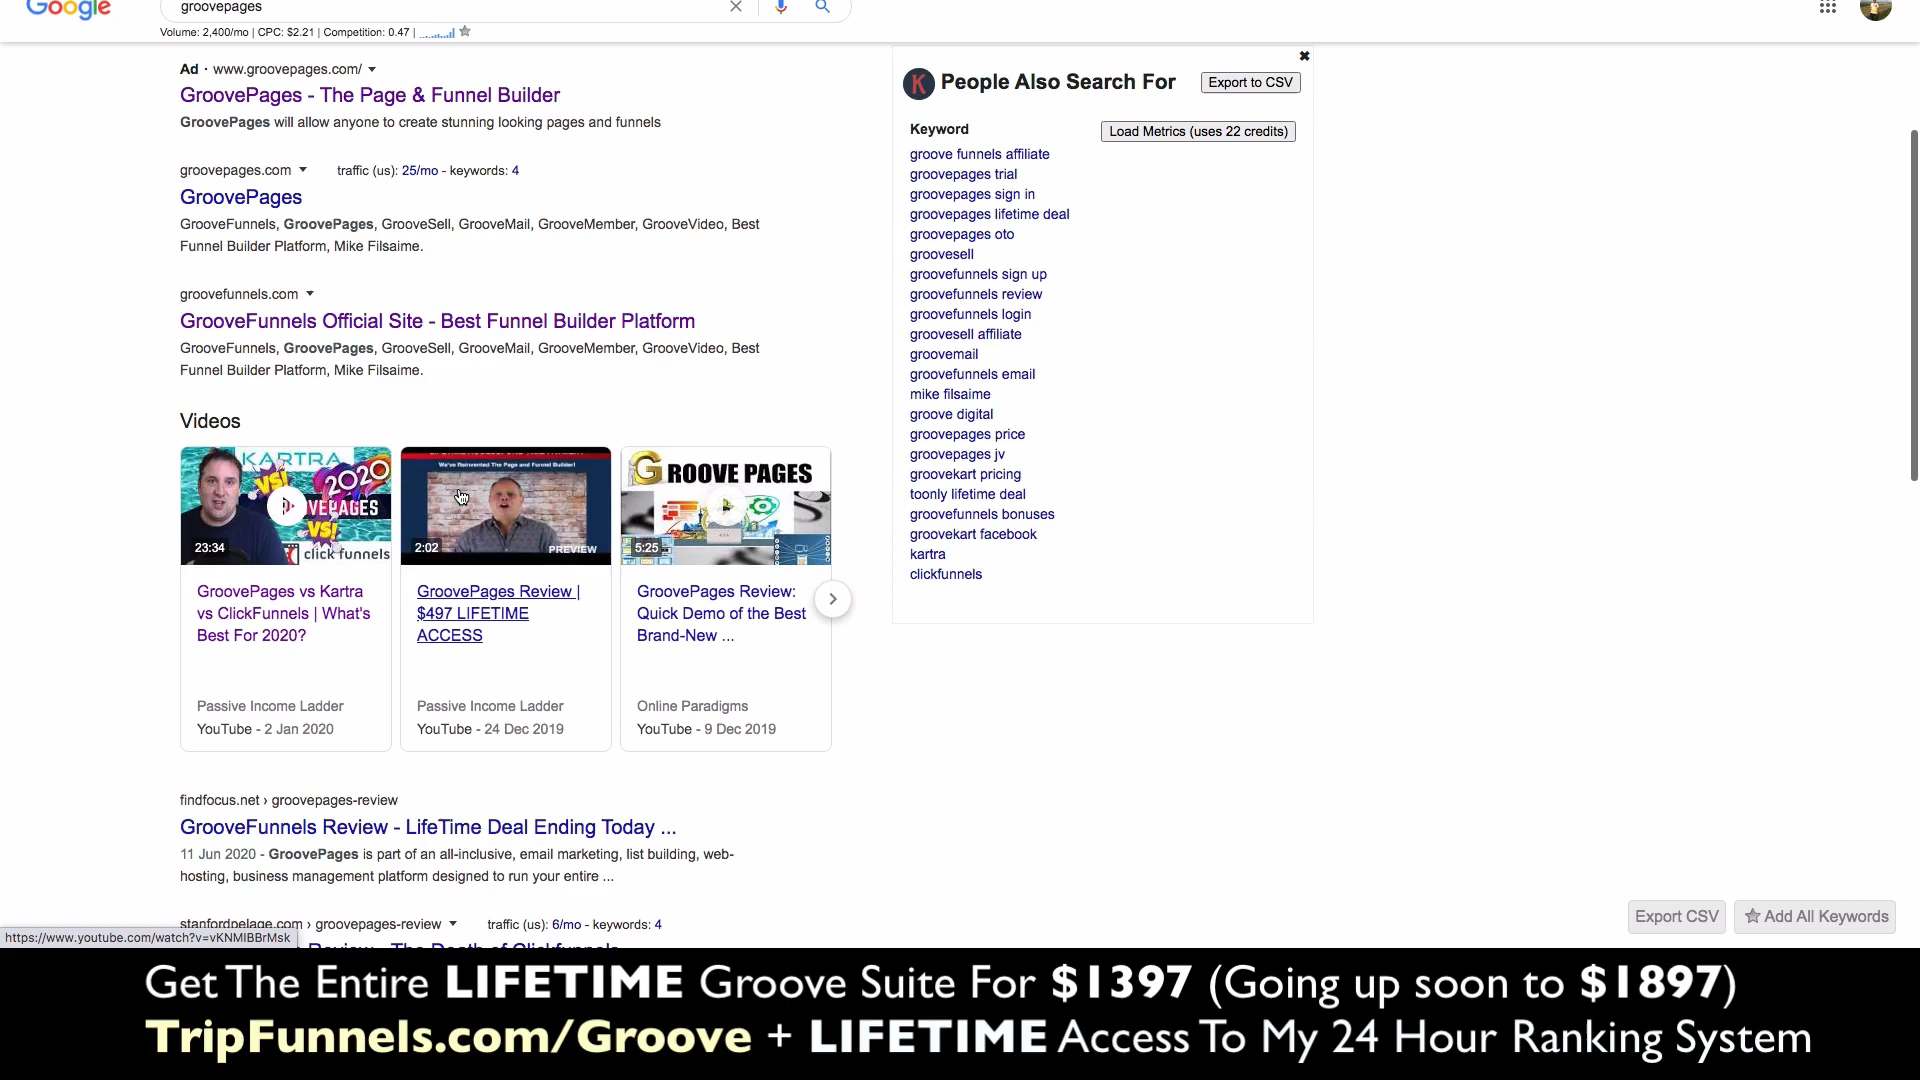 Google
groovepages
Volume: 2,400/mo | CPC: $2.21 | Competition: 0.47 |
Ad · www.groovepages.com/
GroovePages - The Page & Funnel Builder
GroovePages will allow anyone to create stunning looking pages and funnels
groovepages.com traffic (us): 25/mo - keywords: 4
GroovePages
GrooveFunnels, GroovePages, GrooveSell, GrooveMail, GrooveMember, GrooveVideo, Best
Funnel Builder Platform, Mike Filsaime.
groovefunnels.com
GrooveFunnels Official Site - Best Funnel Builder Platform
GrooveFunnels, GroovePages, GrooveSell, GrooveMail, GrooveMember, GrooveVideo, Best
Funnel Builder Platform, Mike Filsaime.
Videos
KARTRA
VS!
2020
VS!
click funnels
23:34
GroovePages vs Kartra
vs ClickFunnels | What's
Best For 2020?
Passive Income Ladder
YouTube - 2 Jan 2020
We've Reinvented The Page and Funnel Builder!
2:02
PREVIEW
GroovePages Review |
$497 LIFETIME
ACCESS
Passive Income Ladder
YouTube - 24 Dec 2019
GROOVE PAGES
5:25
GroovePages Review:
Quick Demo of the Best
Brand-New ...
Online Paradigms
YouTube - 9 Dec 2019
findfocus.net › groovepages-review
GrooveFunnels Review - LifeTime Deal Ending Today ...
11 Jun 2020 - GroovePages is part of an all-inclusive, email marketing, list building, web-
hosting, business management platform designed to run your entire ...
stanfordpelage.com › groovepages-review traffic (us): 6/mo - keywords: 4
Review - The Death of Clickfunnels
https://www.youtube.com/watch?v=vKNMIBBrMsk
K People Also Search For
Export to CSV
Keyword
Load Metrics (uses 22 credits)
groove funnels affiliate
groovepages trial
groovepages sign in
groovepages lifetime deal
groovepages oto
groovesell
groovefunnels sign up
groovefunnels review
groovefunnels login
groovesell affiliate
groovemail
groovefunnels email
mike filsaime
groove digital
groovepages price
groovepages jv
groovekart pricing
toonly lifetime deal
groovefunnels bonuses
groovekart facebook
kartra
clickfunnels
Export CSV
Add All Keywords
Get The Entire LIFETIME Groove Suite For $1397 (Going up soon to $1897)
TripFunnels.com/Groove + LIFETIME Access To My 24 Hour Ranking System